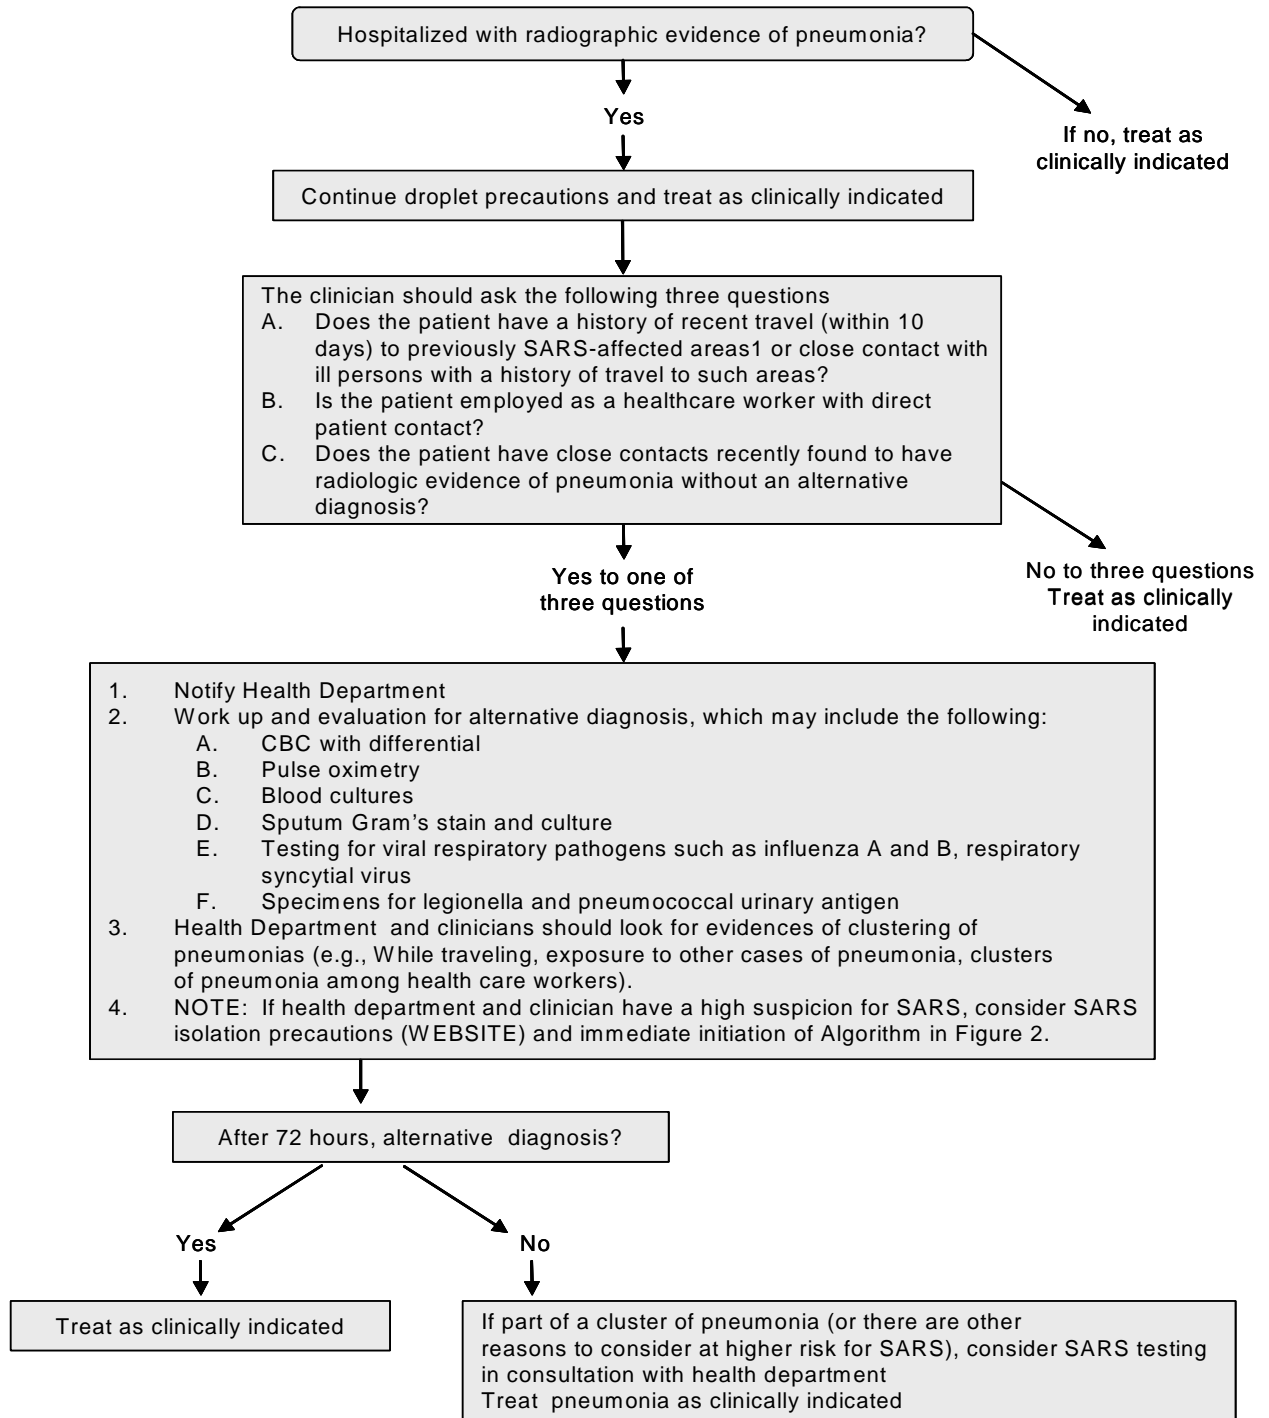 Hospitalized with radiographic evidence of pneumonia?
Yes
If no, treat as
clinically indicated
Continue droplet precautions and treat as clinically indicated
The clinician should ask the following three questions
A. Does the patient have a history of recent travel (within 10
days) to previously SARS-affected areas1 or close contact with
ill persons with a history of travel to such areas?
B. Is the patient employed as a healthcare worker with direct
patient contact?
C. Does the patient have close contacts recently found to have
radiologic evidence of pneumonia without an alternative
diagnosis?
Yes to one of
three questions
No to three questions
Treat as clinically
indicated
1. Notify Health Department
2. Work up and evaluation for alternative diagnosis, which may include the following:
A. CBC with differential
B. Pulse oximetry
C. Blood cultures
D. Sputum Gram's stain and culture
E. Testing for viral respiratory pathogens such as influenza A and B, respiratory
syncytial virus
F. Specimens for legionella and pneumococcal urinary antigen
3. Health Department and clinicians should look for evidences of clustering of
pneumonias (e.g., While traveling, exposure to other cases of pneumonia, clusters
of pneumonia among health care workers).
4. NOTE: If health department and clinician have a high suspicion for SARS, consider SARS
isolation precautions (WEBSITE) and immediate initiation of Algorithm in Figure 2.
After 72 hours, alternative diagnosis?
Yes
No
Treat as clinically indicated
If part of a cluster of pneumonia (or there are other
reasons to consider at higher risk for SARS), consider SARS testing
in consultation with health department
Treat pneumonia as clinically indicated